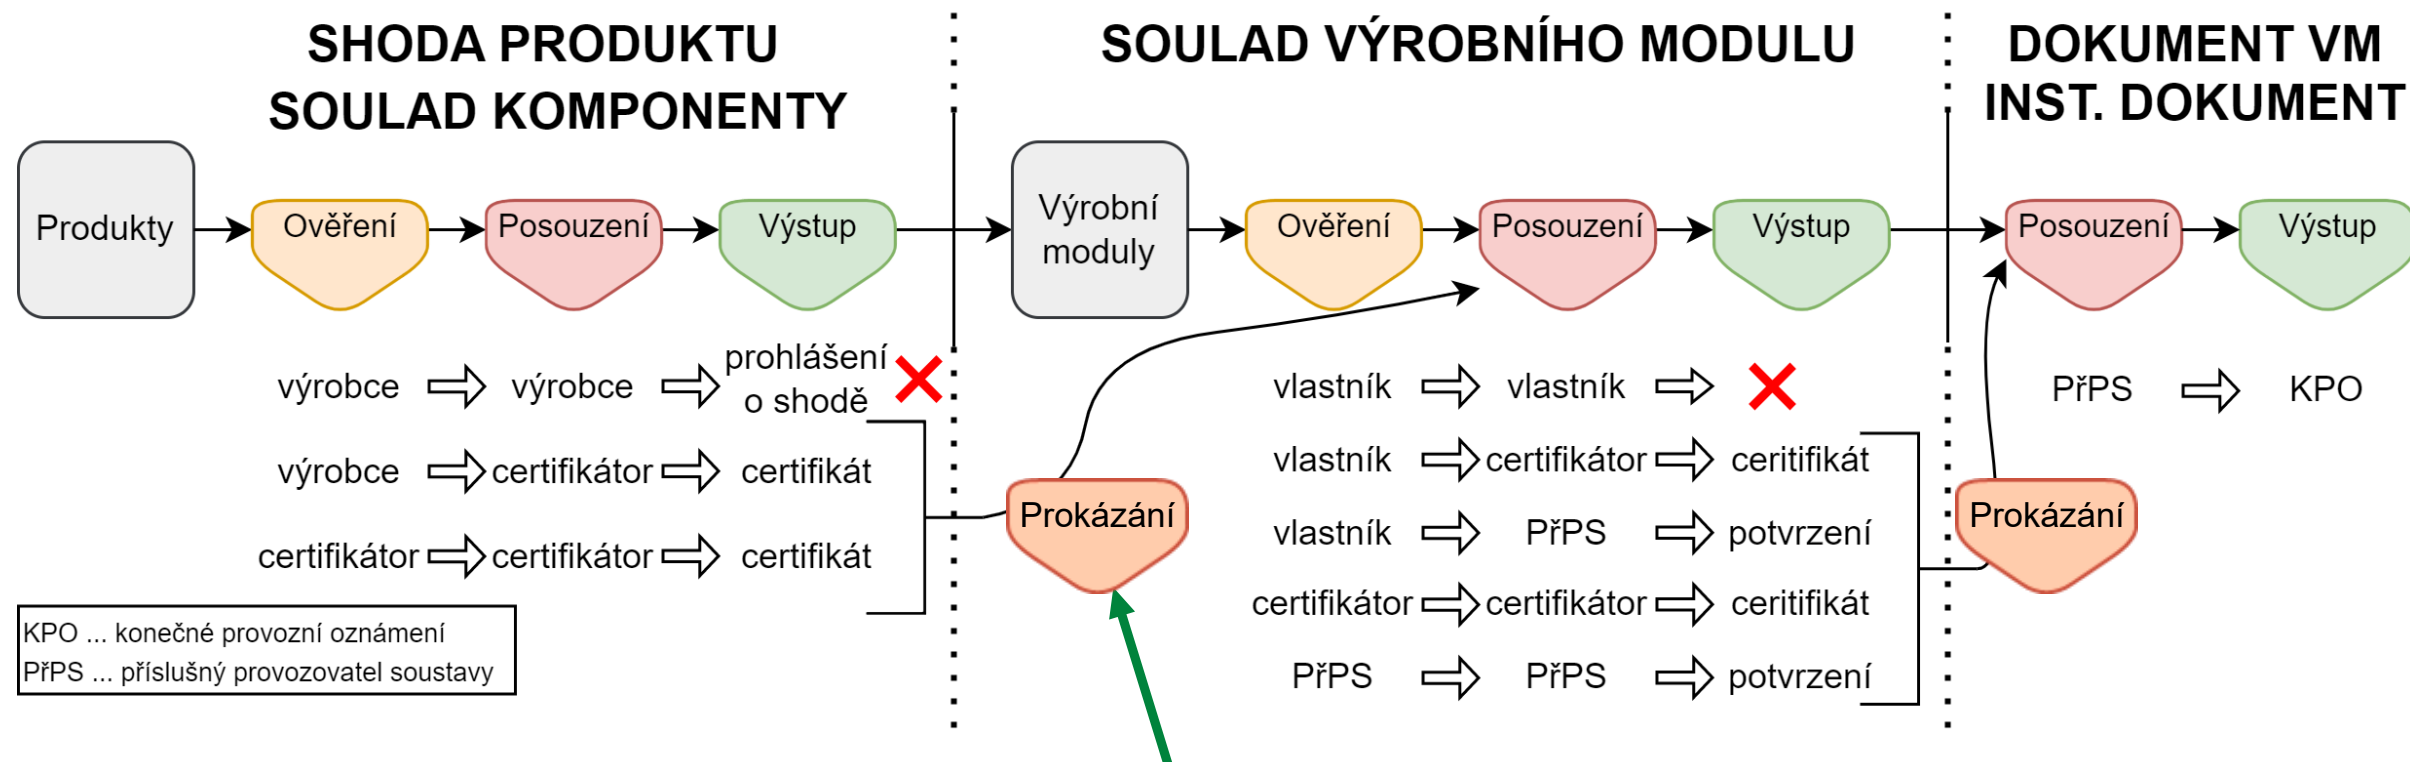 SHODA PRODUKTU
SOULAD KOMPONENTY
SOULAD VÝROBNÍHO MODULU
DOKUMENT VM
INST. DOKUMENT
Produkty
Ověření
Posouzení
Výstup
Výrobní
moduly
Ověření
Posouzení
Výstup
Posouzení
Výstup
výrobce
výrobce
prohlášení
o shodě
výrobce
certifikátor
certifikát
certifikátor
certifikátor
certifikát
Prokázání
vlastník
vlastník
vlastník
certifikátor
ceritifikát
vlastník
PřPS
potvrzení
certifikátor
certifikátor
ceritifikát
PřPS
PřPS
potvrzení
Prokázání
PřPS
KPO
KPO ... konečné provozní oznámení
PřPS ... příslušný provozovatel soustavy